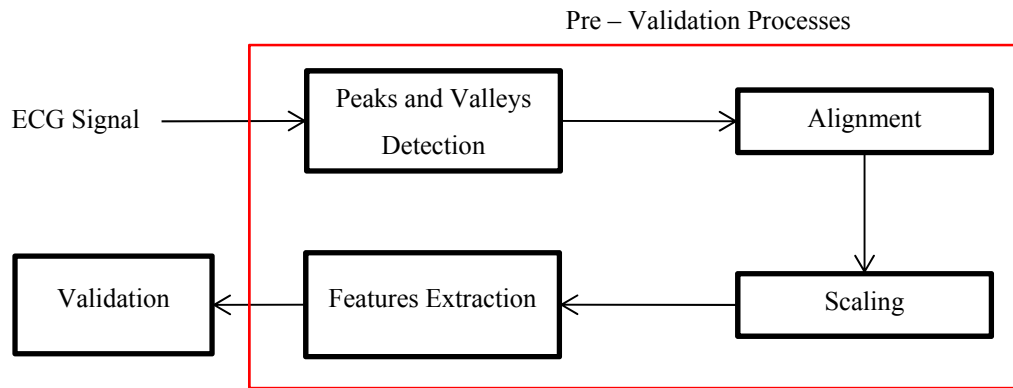 Pre – Validation Processes
ECG Signal
Peaks and Valleys
Detection
Alignment
Scaling
Features Extraction
Validation